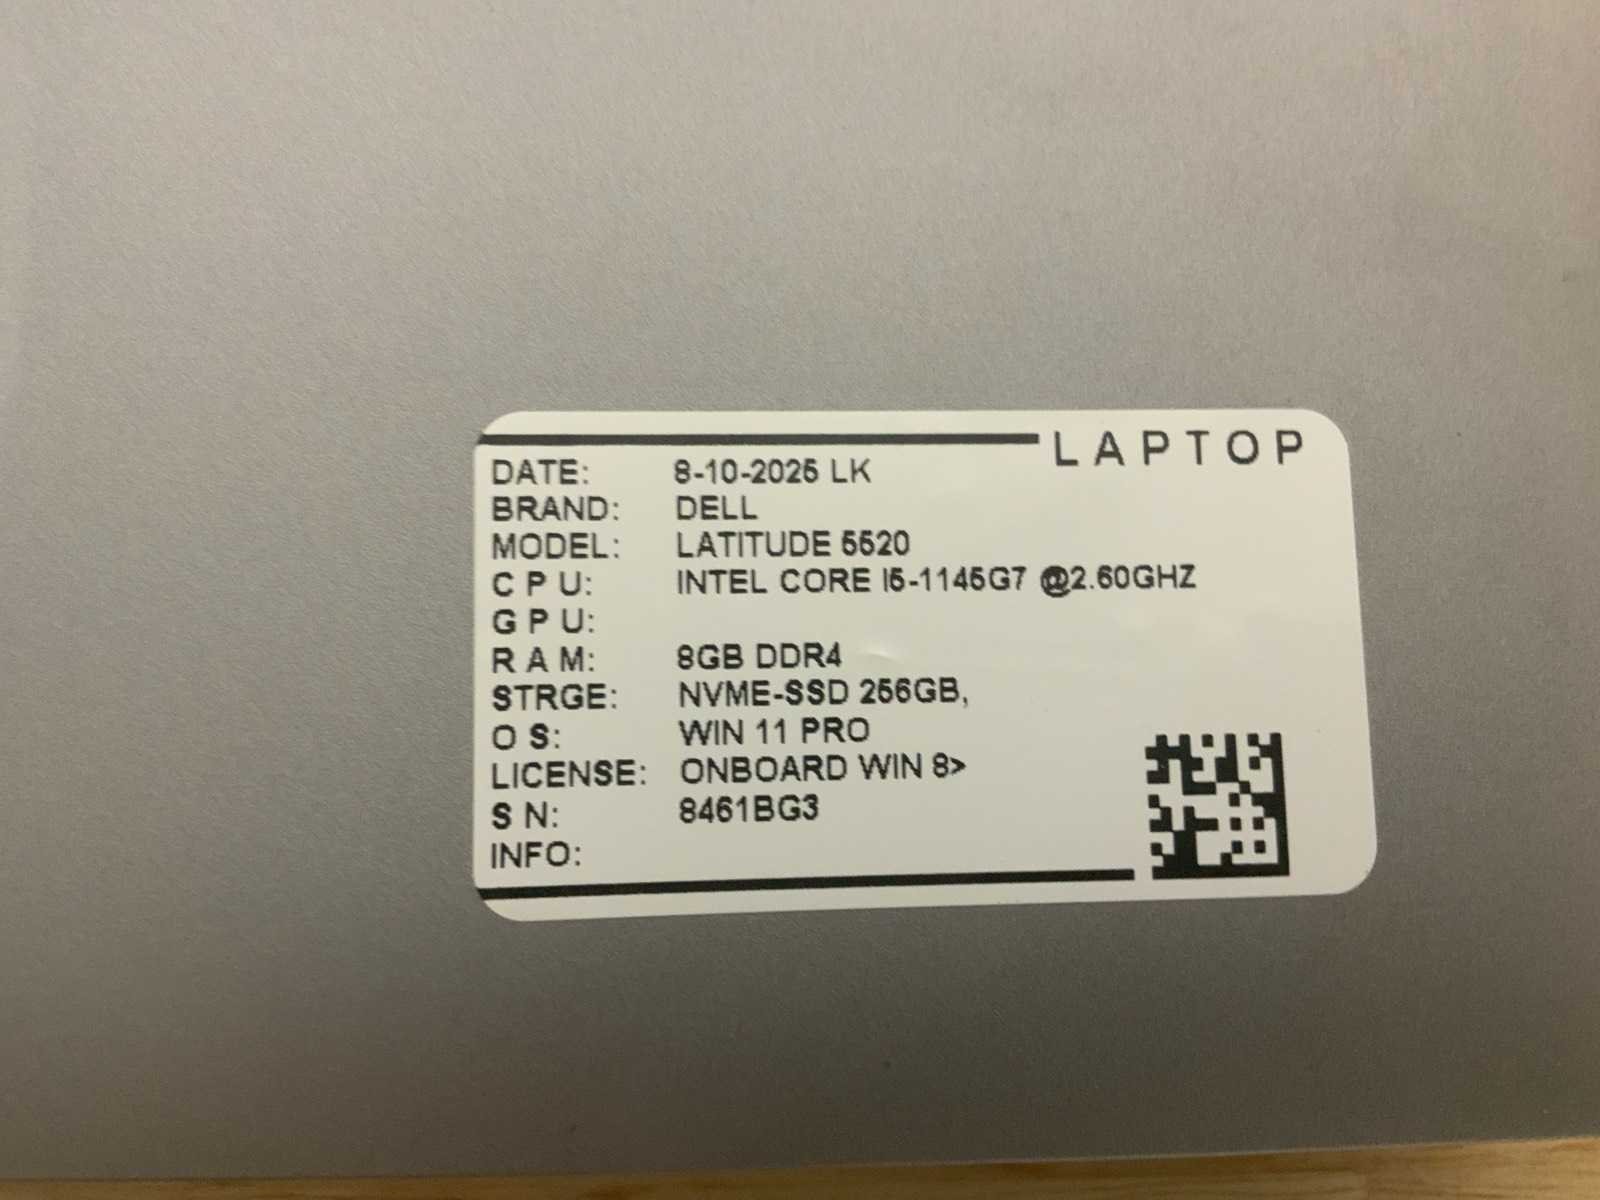 LAPTOP
DATE: 8-10-2025 LK
BRAND: DELL
MODEL: LATITUDE 5520
C P U: INTEL CORE I5-1145G7 @2.60GHZ
G P U:
R A M: 8GB DDR4
STRGE: NVME-SSD 256GB,
O S: WIN 11 PRO
LICENSE: ONBOARD WIN 8>
S N: 8461BG3
INFO: